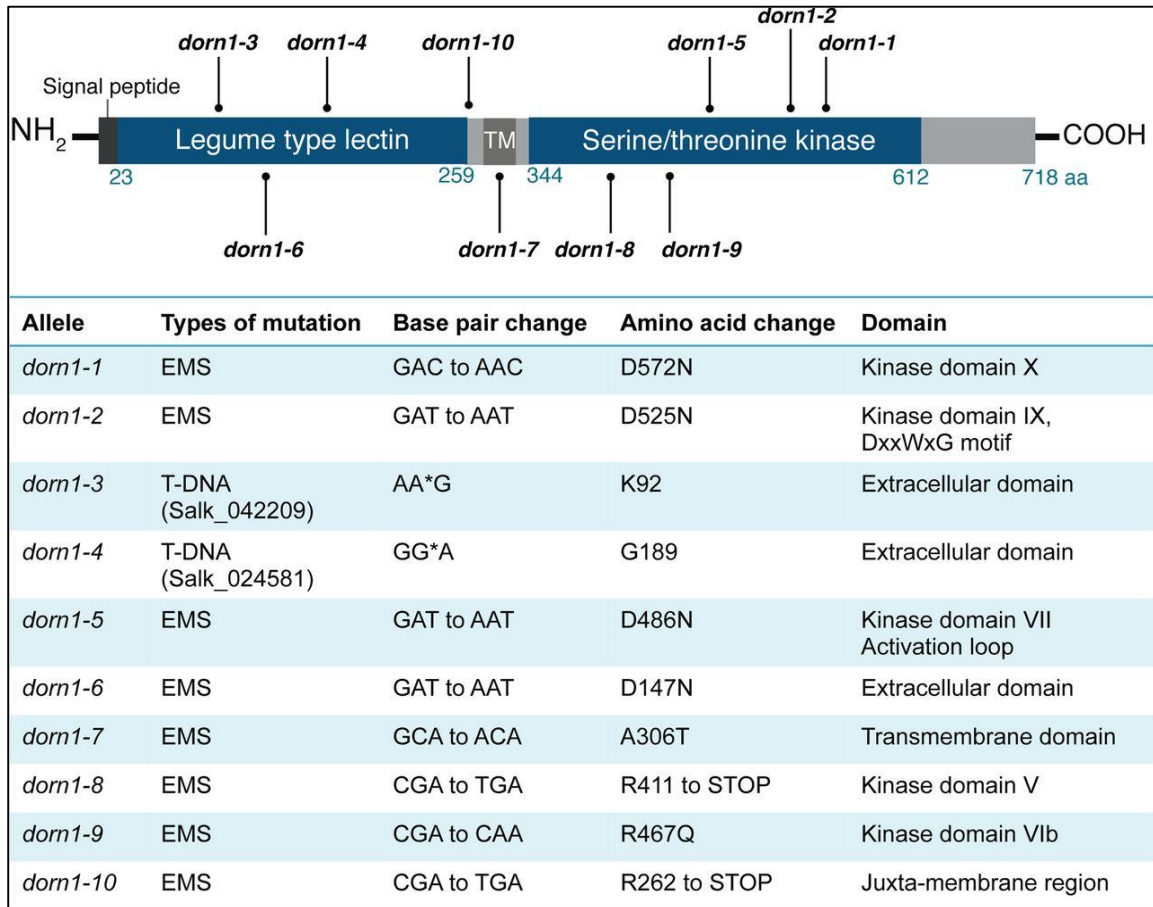 dorn1-2
dorn1-3 dorn1-4 dorn1-10 dorn1-5 dorn1-1
Signal peptide
NH2 Legume type lectin TM Serine/threonine kinase COOH
23 259 344 612 718 aa
dorn1-6 dorn1-7 dorn1-8 dorn1-9
Allele Types of mutation Base pair change Amino acid change Domain
dorn1-1 EMS GAC to AAC D572N Kinase domain X
dorn1-2 EMS GAT to AAT D525N Kinase domain IX,
DxxWxG motif
dorn1-3 T-DNA AA*G K92 Extracellular domain
(Salk_042209)
dorn1-4 T-DNA GG*A G189 Extracellular domain
(Salk_024581)
dorn1-5 EMS GAT to AAT D486N Kinase domain VII
Activation loop
dorn1-6 EMS GAT to AAT D147N Extracellular domain
dorn1-7 EMS GCA to ACA A306T Transmembrane domain
dorn1-8 EMS CGA to TGA R411 to STOP Kinase domain V
dorn1-9 EMS CGA to CAA R467Q Kinase domain VIb
dorn1-10 EMS CGA to TGA R262 to STOP Juxta-membrane region